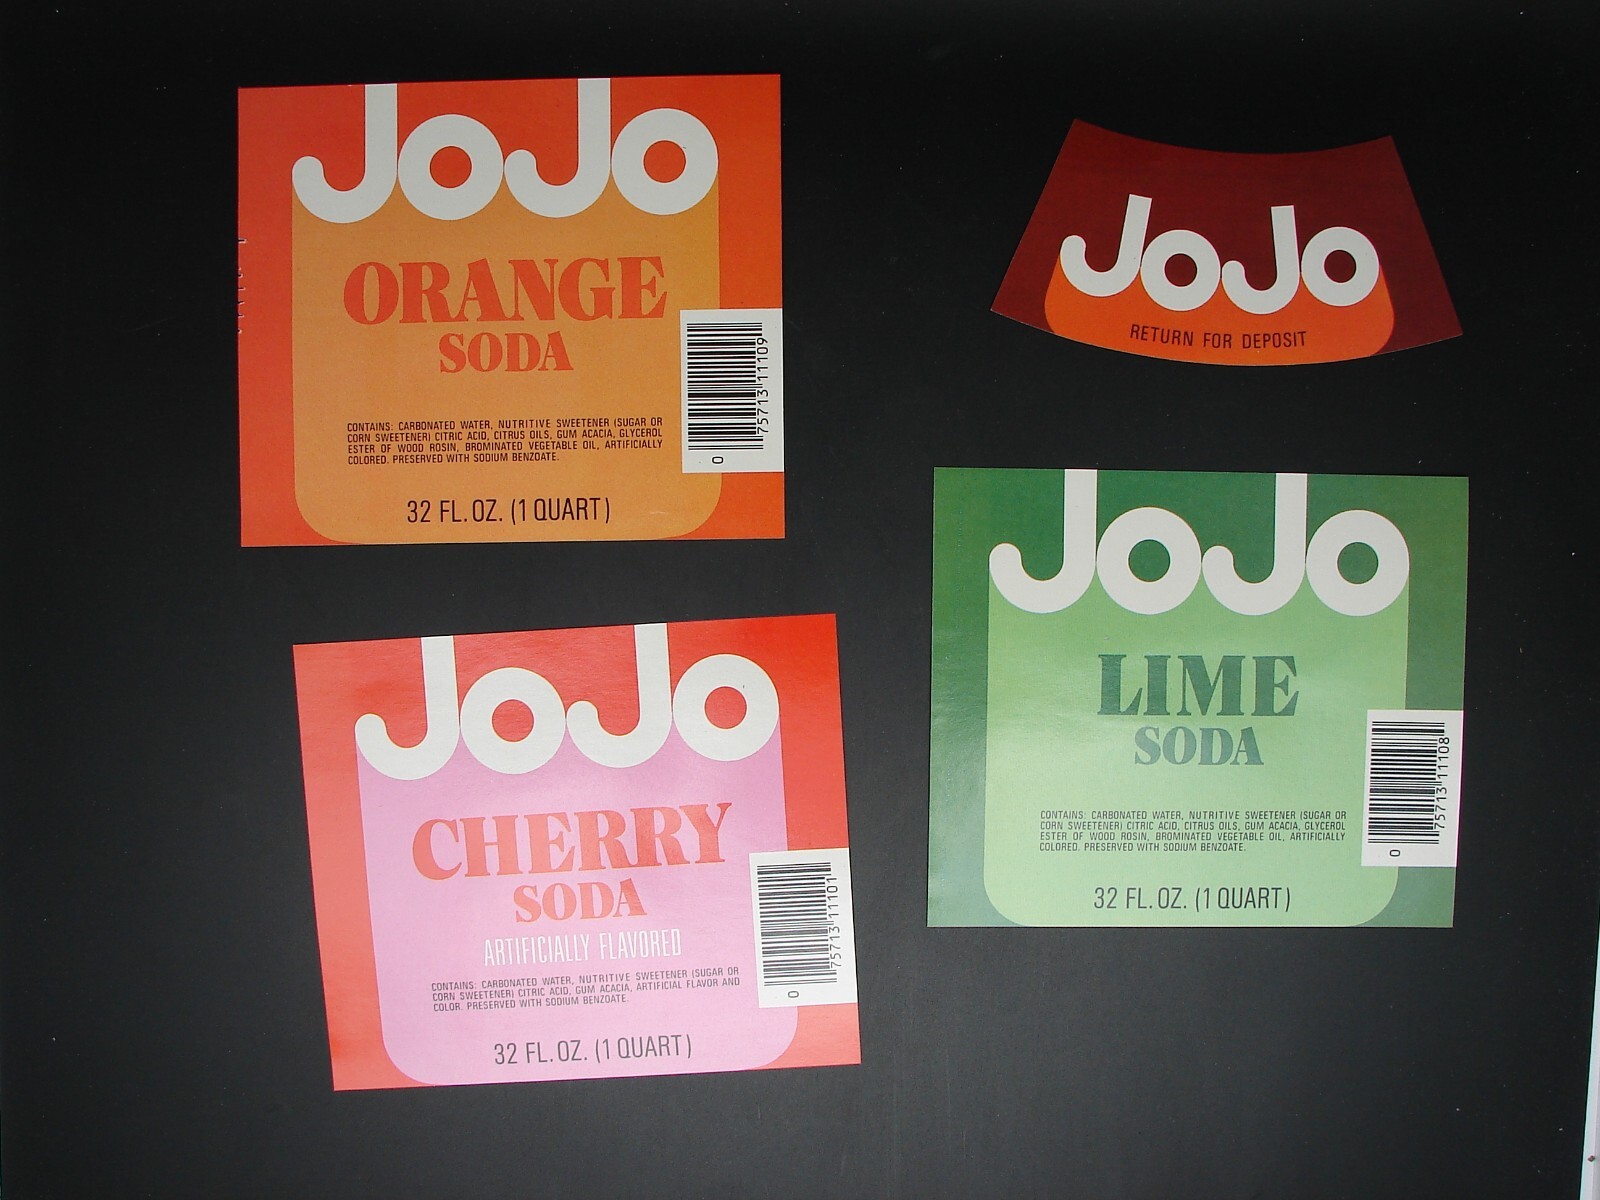 JoJo
ORANGE
SODA
CONTAINS: CARBONATED WATER, NUTRITIVE SWEETENER (SUGAR OR
CORN SWEETENER) CITRIC ACID, CITRUS OILS, GUM ACACIA, GLYCEROL
ESTER OF WOOD ROSIN, BROMINATED VEGETABLE OIL, ARTIFICIALLY
COLORED. PRESERVED WITH SODIUM BENZOATE.
32 FL. OZ. (1 QUART)
0 75713 11109
JoJo
RETURN FOR DEPOSIT
JoJo
CHERRY
SODA
ARTIFICIALLY FLAVORED
CONTAINS: CARBONATED WATER, NUTRITIVE SWEETENER (SUGAR OR
CORN SWEETENER) CITRIC ACID, GUM ACACIA, ARTIFICIAL FLAVOR AND
COLOR. PRESERVED WITH SODIUM BENZOATE.
32 FL. OZ. (1 QUART)
0 75713 11101
JoJo
LIME
SODA
CONTAINS: CARBONATED WATER, NUTRITIVE SWEETENER (SUGAR OR
CORN SWEETENER) CITRIC ACID, CITRUS OILS, GUM ACACIA, GLYCEROL
ESTER OF WOOD ROSIN, BROMINATED VEGETABLE OIL, ARTIFICIALLY
COLORED. PRESERVED WITH SODIUM BENZOATE.
32 FL. OZ. (1 QUART)
0 75713 11108